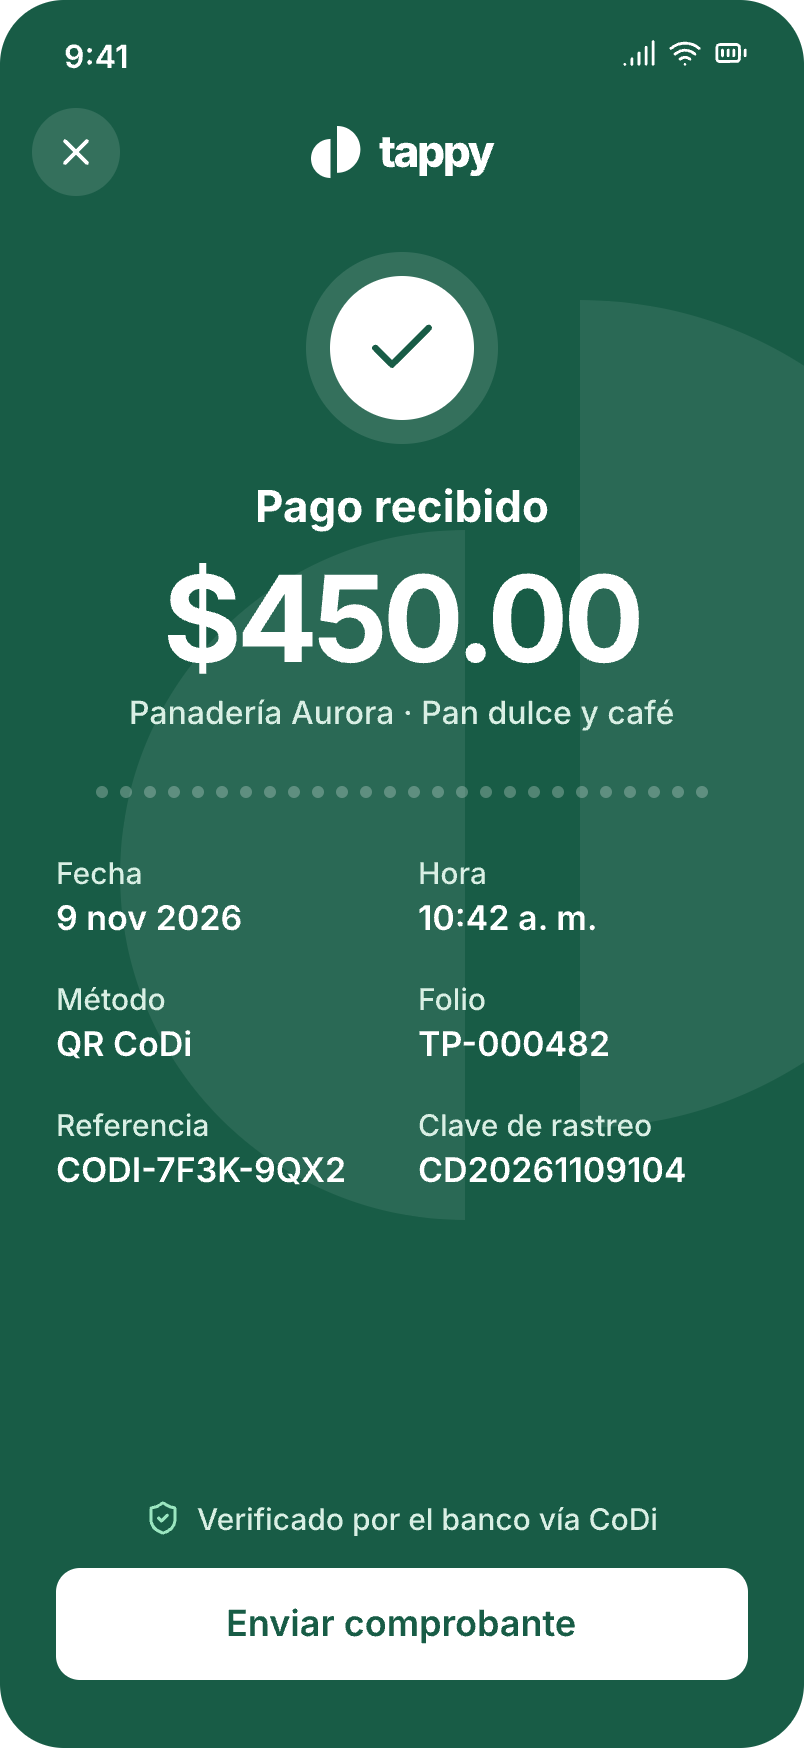 9:41
tappy
Pago recibido
$450.00
Panadería Aurora · Pan dulce y café
Fecha
9 nov 2026
Hora
10:42 a. m.
Método
QR CoDi
Folio
TP-000482
Referencia
CODI-7F3K-9QX2
Clave de rastreo
CD20261109104
Verificado por el banco vía CoDi
Enviar comprobante